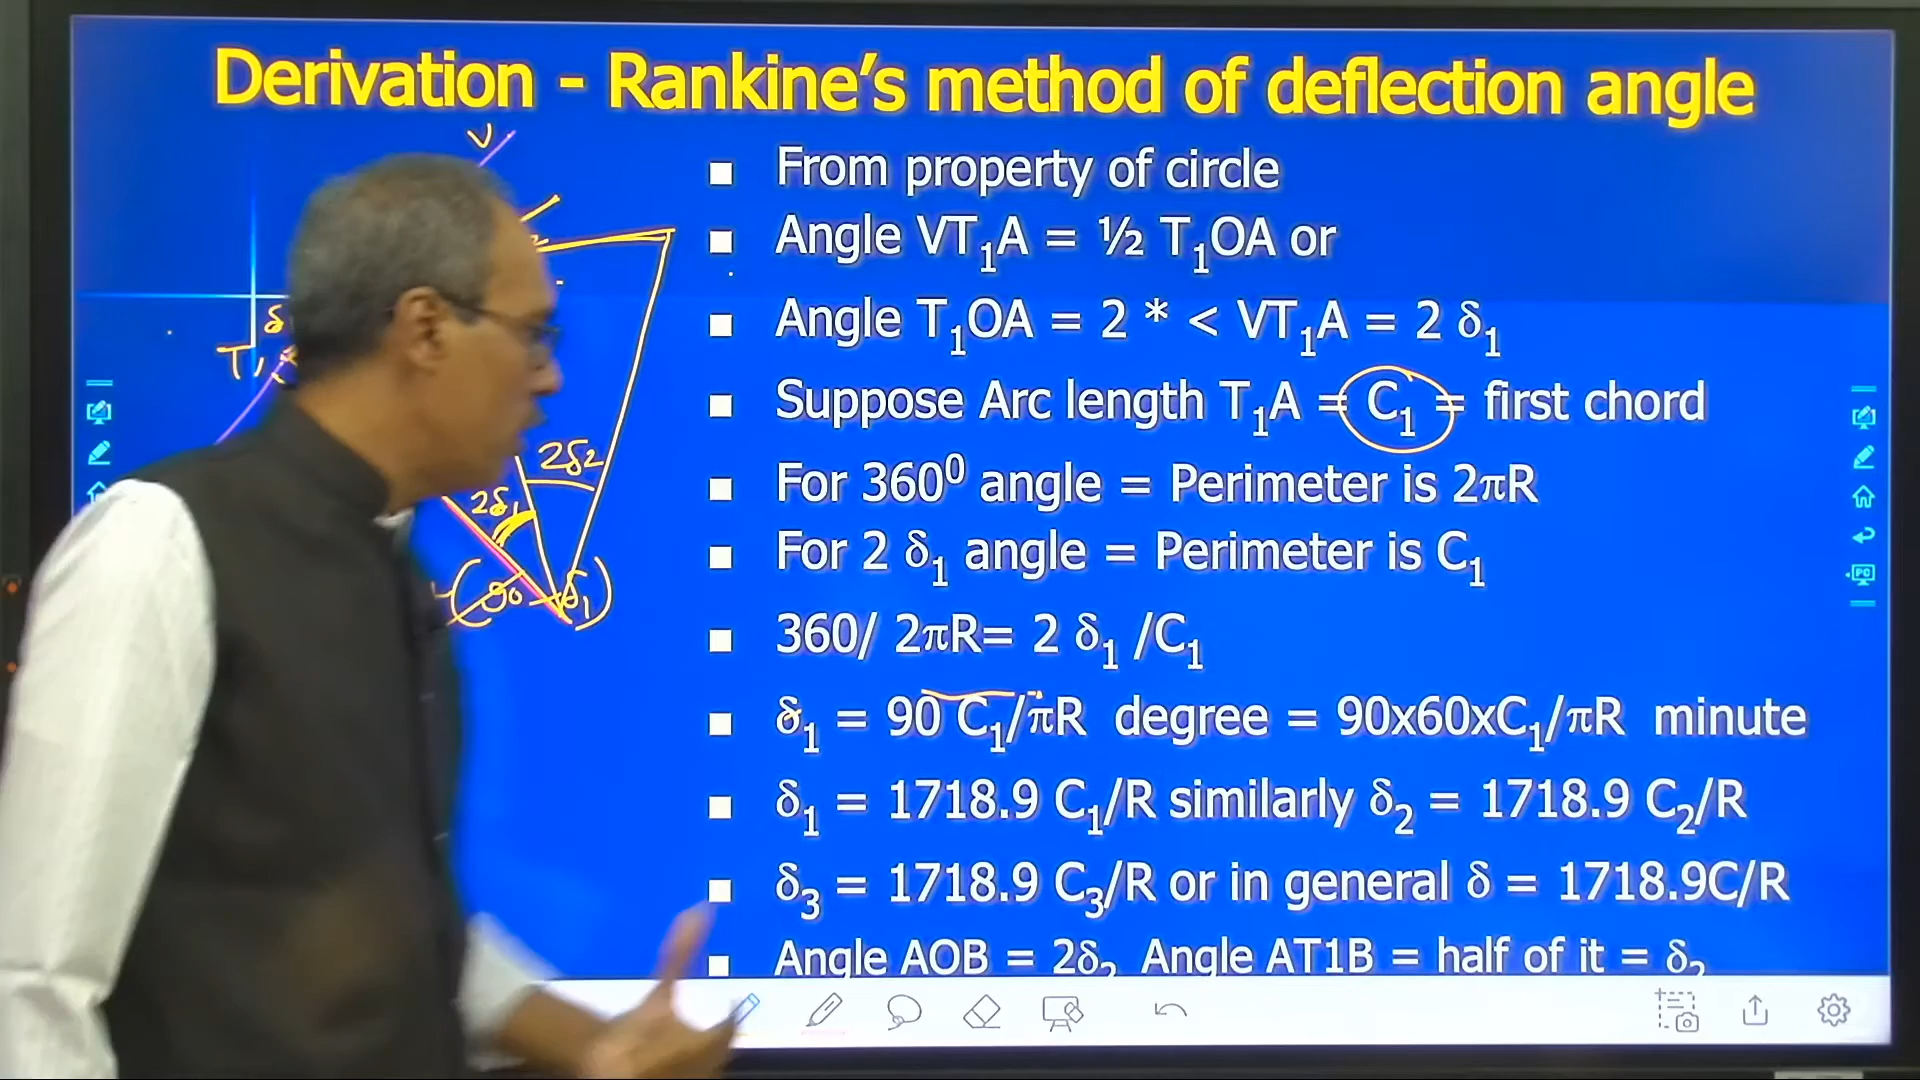 Derivation - Rankine’s method of deflection angle
V
■ From property of circle
■ Angle VT₁A = ½ T₁OA or
■ Angle T₁OA = 2 * < VT₁A = 2 δ₁
■ Suppose Arc length T₁A = C₁ = first chord
■ For 360⁰ angle = Perimeter is 2πR
■ For 2 δ₁ angle = Perimeter is C₁
■ 360/ 2πR= 2 δ₁ /C₁
■ δ₁ = 90 C₁/πR degree = 90x60xC₁/πR minute
■ δ₁ = 1718.9 C₁/R similarly δ₂ = 1718.9 C₂/R
■ δ₃ = 1718.9 C₃/R or in general δ = 1718.9C/R
■ Angle AOB = 2δ₂ Angle AT1B = half of it = δ₂
δ
T₁
2δ2
2δ₁
(90 - δ₁)